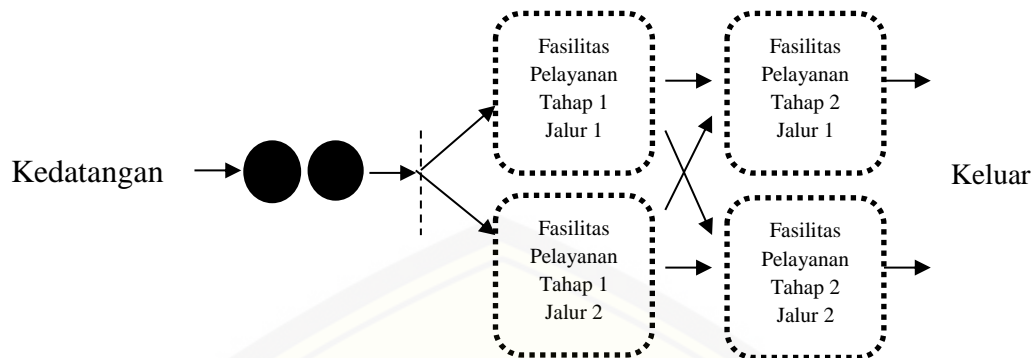 Kedatangan
Fasilitas
Pelayanan
Tahap 1
Jalur 1
Fasilitas
Pelayanan
Tahap 2
Jalur 1
Fasilitas
Pelayanan
Tahap 1
Jalur 2
Fasilitas
Pelayanan
Tahap 2
Jalur 2
Keluar